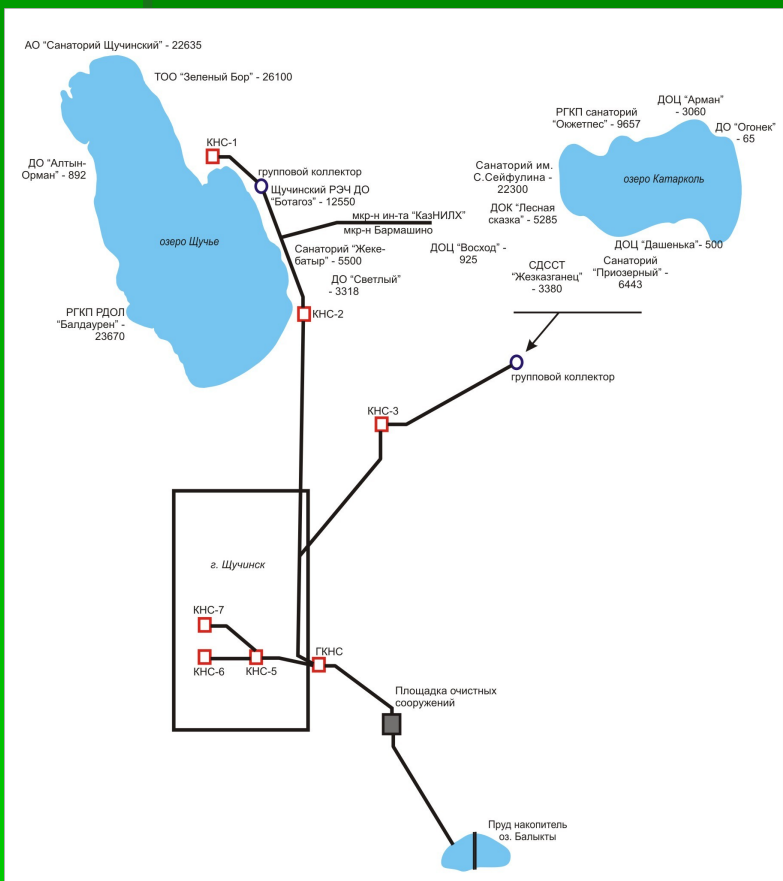 АО "Санаторий Щучинский" - 22635
ТОО "Зеленый Бор" - 26100
КНС-1
ДО "Алтын-
Орман" - 892
групповой коллектор
Щучинский РЭЧ ДО
"Ботагоз" - 12550
мкр-н ин-та "КазНИЛХ"
мкр-н Бармашино
озеро Щучье
Санаторий "Жеке-
батыр" - 5500
ДО "Светлый"
- 3318
РГКП РДОЛ
"Балдаурен" -
23670
КНС-2
ДОЦ "Арман"
- 3060
РГКП санаторий
"Окжетпес" - 9657
ДО "Огонек"
- 65
Санаторий им.
С.Сейфулина -
22300
озеро Катарколь
ДОК "Лесная
сказка" - 5285
ДОЦ "Восход" -
925
ДОЦ "Дашенька" - 500
СДССТ
"Жезказганец"
- 3380
Санаторий
"Приозерный" -
6443
групповой коллектор
КНС-3
г. Щучинск
КНС-7
КНС-6
КНС-5
ГКНС
Площадка очистных
сооружений
Пруд накопитель
оз. Балыкты